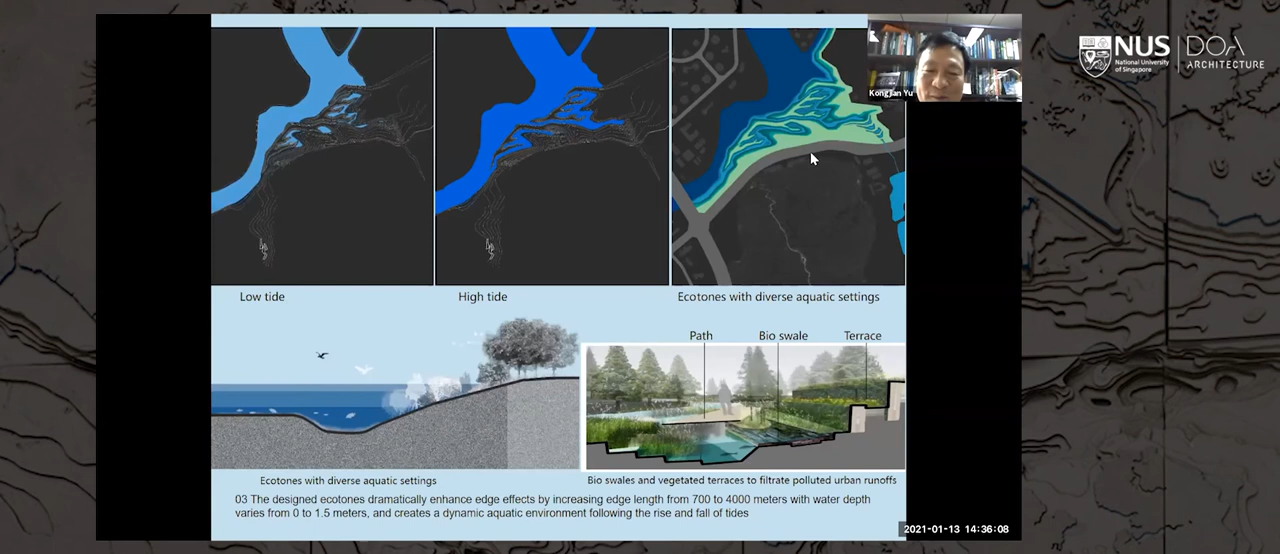 NUS
National University
of Singapore
DOA
ARCHITECTURE
KongJian Yu
Low tide
High tide
Ecotones with diverse aquatic settings
Path
Bio swale
Terrace
Ecotones with diverse aquatic settings
Bio swales and vegetated terraces to filtrate polluted urban runoffs
03 The designed ecotones dramatically enhance edge effects by increasing edge length from 700 to 4000 meters with water depth
varies from 0 to 1.5 meters, and creates a dynamic aquatic environment following the rise and fall of tides
2021-01-13 14:36:08